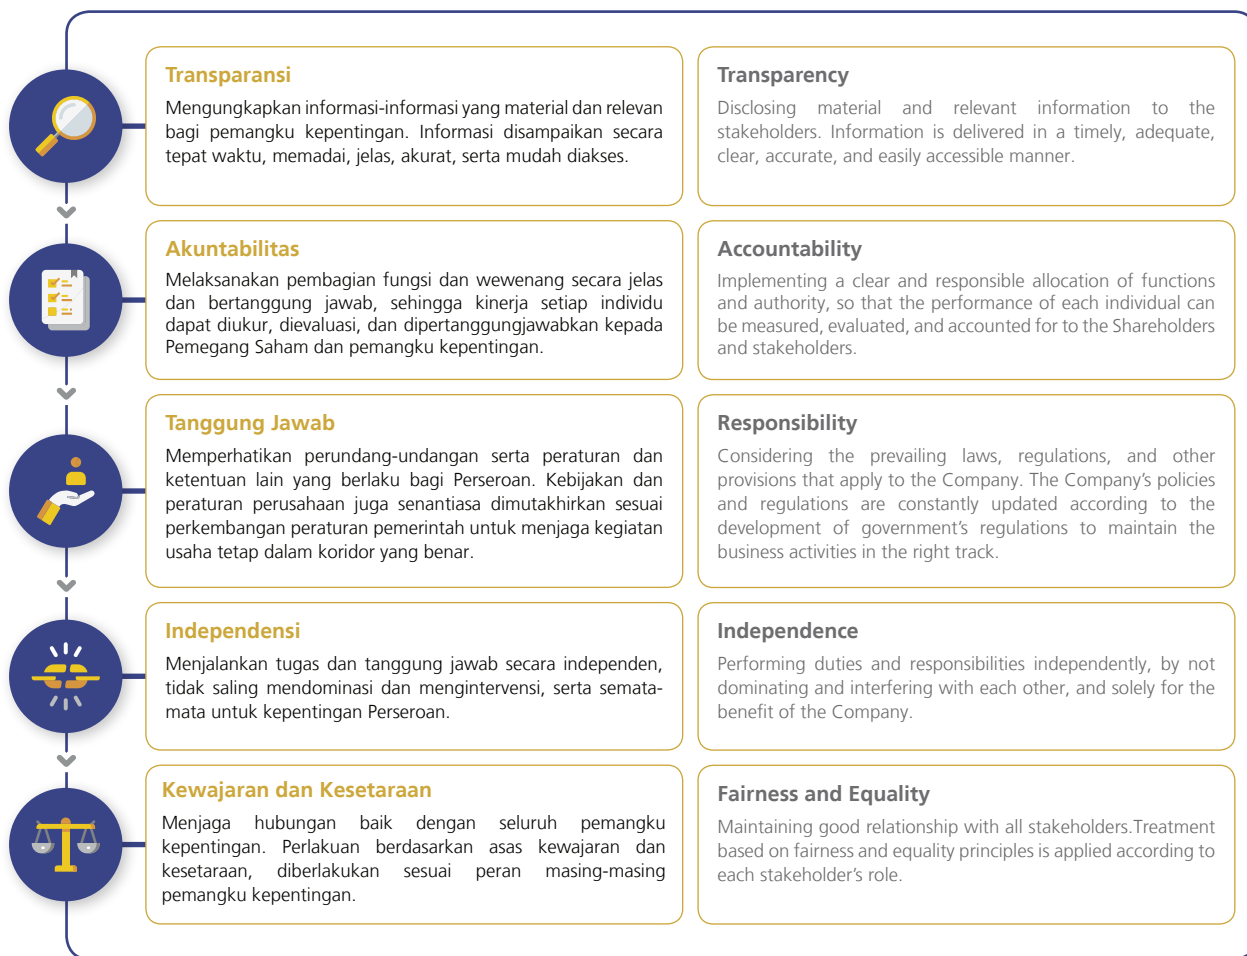 Transparansi
Mengungkapkan informasi-informasi yang material dan relevan
bagi pemangku kepentingan. Informasi disampaikan secara
tepat waktu, memadai, jelas, akurat, serta mudah diakses.
Transparency
Disclosing material and relevant information to the
stakeholders. Information is delivered in a timely, adequate,
clear, accurate, and easily accessible manner.
Akuntabilitas
Melaksanakan pembagian fungsi dan wewenang secara jelas
dan bertanggung jawab, sehingga kinerja setiap individu
dapat diukur, dievaluasi, dan dipertanggungjawabkan kepada
Pemegang Saham dan pemangku kepentingan.
Accountability
Implementing a clear and responsible allocation of functions
and authority, so that the performance of each individual can
be measured, evaluated, and accounted for to the Shareholders
and stakeholders.
Tanggung Jawab
Memperhatikan perundang-undangan serta peraturan dan
ketentuan lain yang berlaku bagi Perseroan. Kebijakan dan
peraturan perusahaan juga senantiasa dimutakhirkan sesuai
perkembangan peraturan pemerintah untuk menjaga kegiatan
usaha tetap dalam koridor yang benar.
Responsibility
Considering the prevailing laws, regulations, and other
provisions that apply to the Company. The Company's policies
and regulations are constantly updated according to the
development of government's regulations to maintain the
business activities in the right track.
Independensi
Menjalankan tugas dan tanggung jawab secara independen,
tidak saling mendominasi dan mengintervensi, serta semata-
mata untuk kepentingan Perseroan.
Independence
Performing duties and responsibilities independently, by not
dominating and interfering with each other, and solely for the
benefit of the Company.
Kewajaran dan Kesetaraan
Menjaga hubungan baik dengan seluruh pemangku
kepentingan. Perlakuan berdasarkan asas kewajaran dan
kesetaraan, diberlakukan sesuai peran masing-masing
pemangku kepentingan.
Fairness and Equality
Maintaining good relationship with all stakeholders.Treatment
based on fairness and equality principles is applied according to
each stakeholder's role.